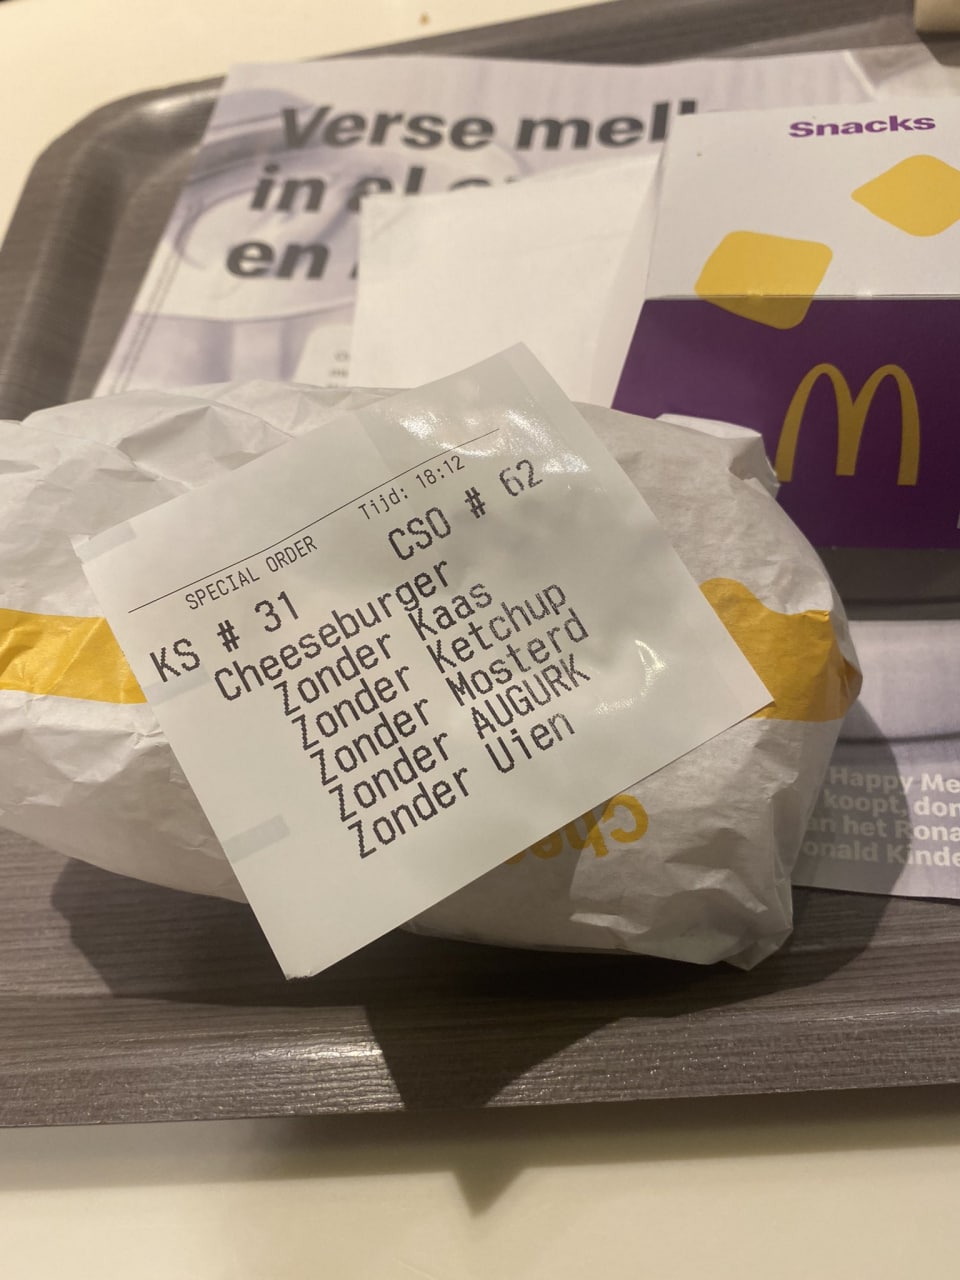 Verse
in
en
Snacks
Tijd: 18:12
SPECIAL ORDER
KS # 31 CSO # 62
Cheeseburger
Zonder Kaas
Zonder Ketchup
Zonder Mosterd
Zonder AUGURK
Zonder Uien
Happy Me
koopt, don
an het Rona
onald Kinde